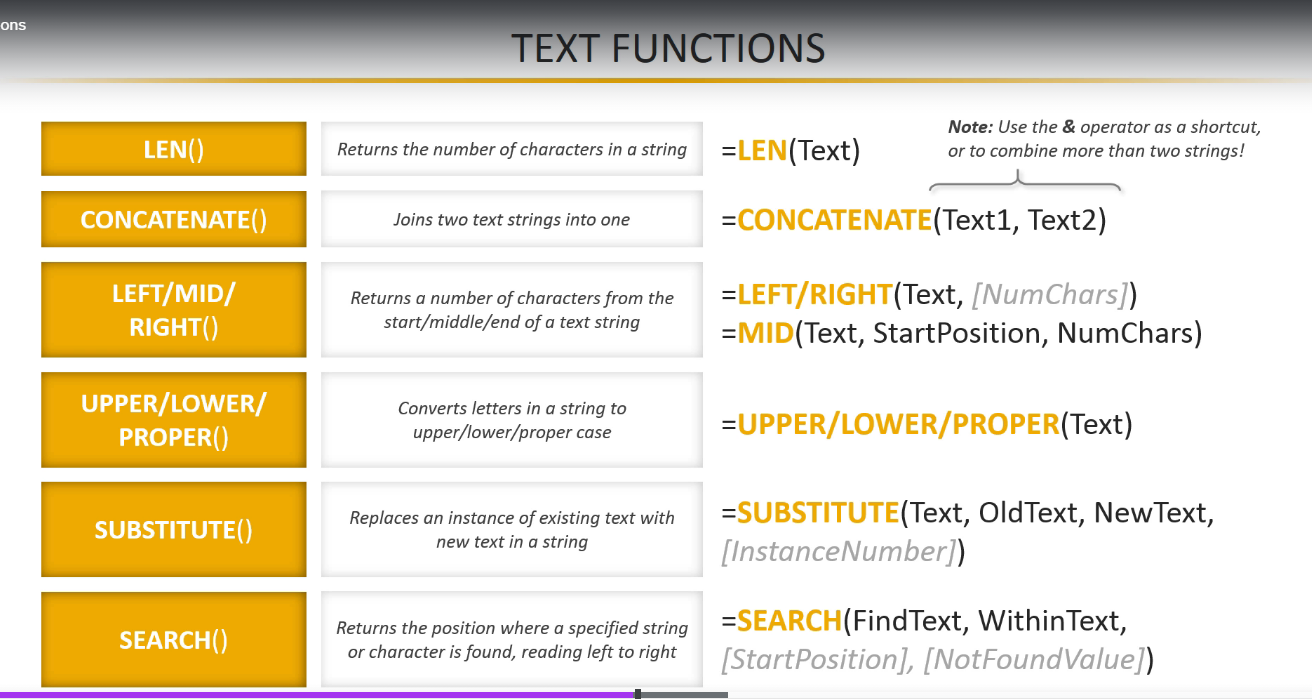 ons
TEXT FUNCTIONS
LEN()
Returns the number of characters in a string
=LEN(Text)
Note: Use the & operator as a shortcut,
or to combine more than two strings!
CONCATENATE()
Joins two text strings into one
=CONCATENATE(Text1, Text2)
LEFT/MID/
RIGHT()
Returns a number of characters from the
start/middle/end of a text string
=LEFT/RIGHT(Text, [NumChars])
=MID(Text, StartPosition, NumChars)
UPPER/LOWER/
PROPER()
Converts letters in a string to
upper/lower/proper case
=UPPER/LOWER/PROPER(Text)
SUBSTITUTE()
Replaces an instance of existing text with
new text in a string
=SUBSTITUTE(Text, OldText, NewText,
[InstanceNumber])
SEARCH()
Returns the position where a specified string
or character is found, reading left to right
=SEARCH(FindText, WithinText,
[StartPosition], [NotFoundValue])